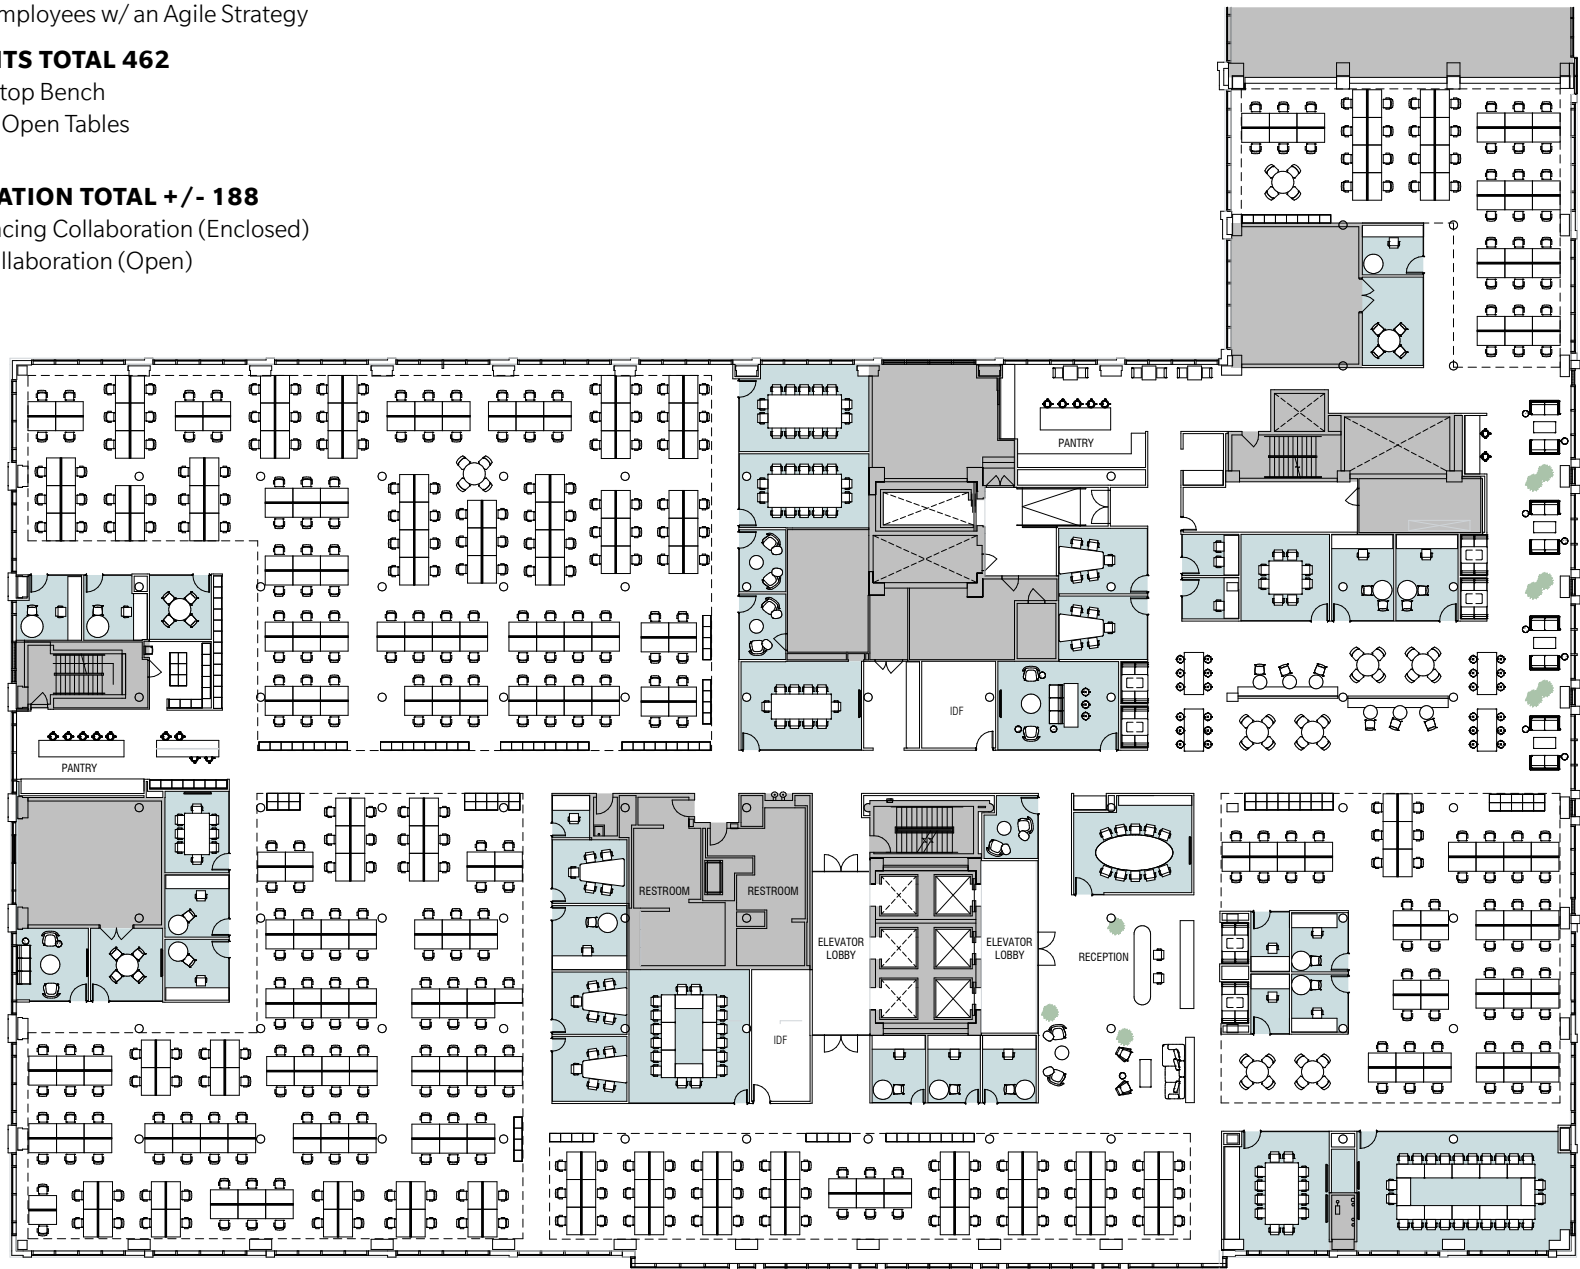 mployees w/ an Agile Strategy
ITS TOTAL 462
top Bench
Open Tables
ATION TOTAL +/- 188
cing Collaboration (Enclosed)
llaboration (Open)
PANTRY
IDF
PANTRY
RESTROOM
RESTROOM
ELEVATOR
LOBBY
ELEVATOR
LOBBY
RECEPTION
IDF